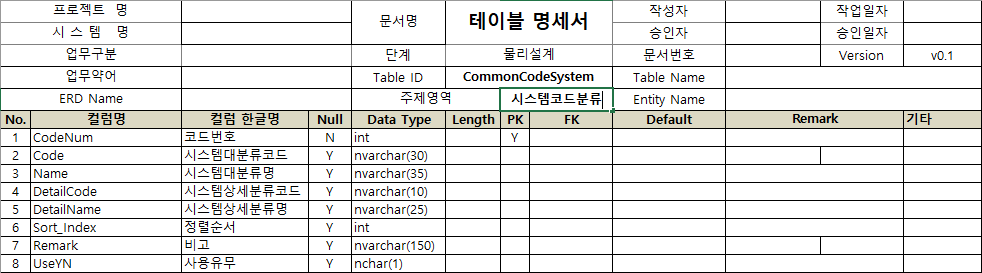 프로젝트 명 문서명 테이블 명세서 작성자 작업일자
시 스 템 명 승인자 승인일자
업무구분 단계 물리설계 문서번호 Version v0.1
업무약어 Table ID CommonCodeSystem Table Name
ERD Name 주제영역 시스템코드분류 Entity Name
No. 컬럼명 컬럼 한글명 Null Data Type Length PK FK Default Remark 기타
1 CodeNum 코드번호 N int Y
2 Code 시스템대분류코드 Y nvarchar(30)
3 Name 시스템대분류명 Y nvarchar(35)
4 DetailCode 시스템상세분류코드 Y nvarchar(10)
5 DetailName 시스템상세분류명 Y nvarchar(25)
6 Sort_Index 정렬순서 Y int
7 Remark 비고 Y nvarchar(150)
8 UseYN 사용유무 Y nchar(1)